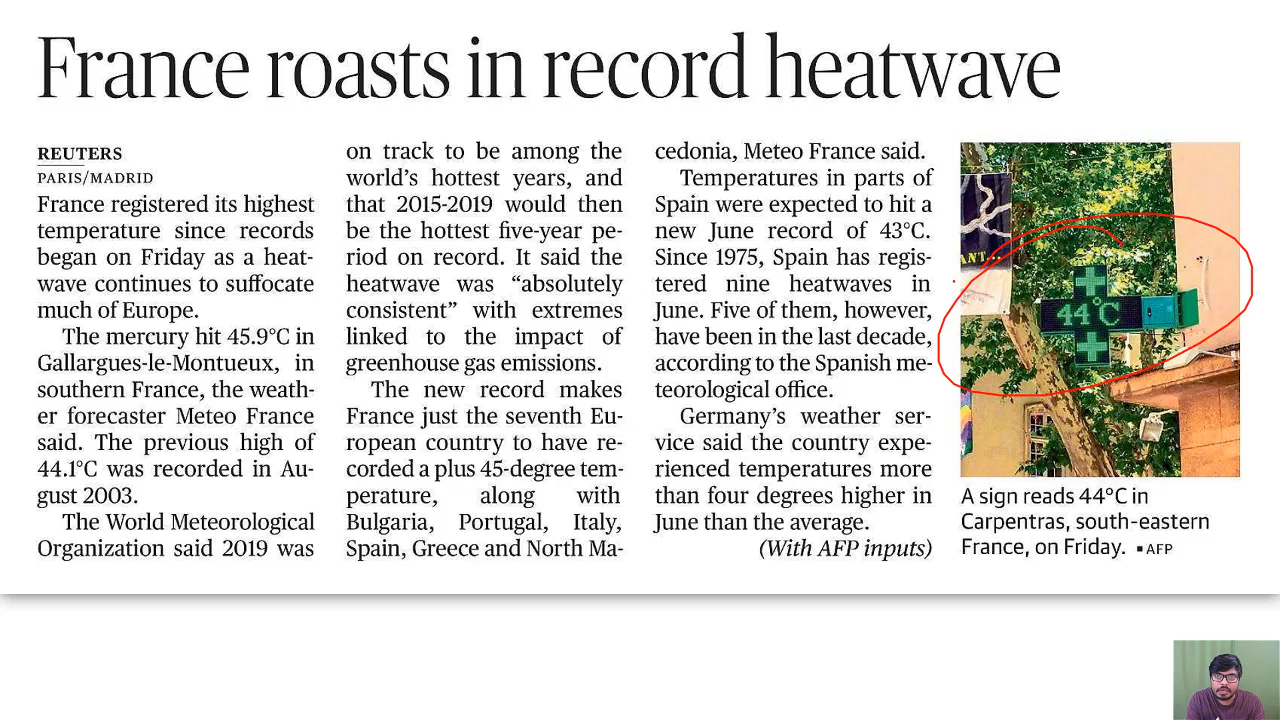 France roasts in record heatwave
REUTERS
PARIS/MADRID
France registered its highest
temperature since records
began on Friday as a heat-
wave continues to suffocate
much of Europe.
The mercury hit 45.9°C in
Gallargues-le-Montueux, in
southern France, the weath-
er forecaster Meteo France
said. The previous high of
44.1°C was recorded in Au-
gust 2003.
The World Meteorological
Organization said 2019 was
on track to be among the
world's hottest years, and
that 2015-2019 would then
be the hottest five-year pe-
riod on record. It said the
heatwave was “absolutely
consistent” with extremes
linked to the impact of
greenhouse gas emissions.
The new record makes
France just the seventh Eu-
ropean country to have re-
corded a plus 45-degree tem-
perature, along with
Bulgaria, Portugal, Italy,
Spain, Greece and North Ma-
cedonia, Meteo France said.
Temperatures in parts of
Spain were expected to hit a
new June record of 43°C.
Since 1975, Spain has regis-
tered nine heatwaves in
June. Five of them, however,
have been in the last decade,
according to the Spanish me-
teorological office.
Germany's weather ser-
vice said the country expe-
rienced temperatures more
than four degrees higher in
June than the average.
(With AFP inputs)
ANT...
44°C
A sign reads 44°C in
Carpentras, south-eastern
France, on Friday. ▪ AFP